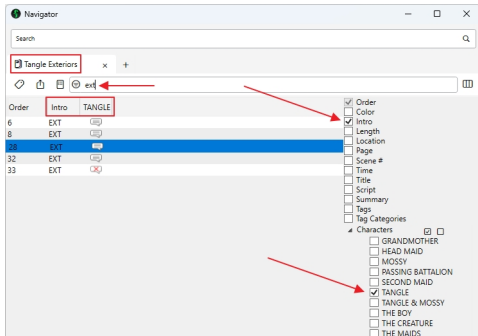 Navigator
Search
Tangle Exteriors
ext
Order Intro TANGLE
6 EXT
8 EXT
28 EXT
32 EXT
33 EXT
Order
Color
Intro
Length
Location
Page
Scene #
Time
Title
Script
Summary
Tags
Tag Categories
Characters
GRANDMOTHER
HEAD MAID
MOSSY
PASSING BATTALION
SECOND MAID
TANGLE
TANGLE & MOSSY
THE BOY
THE CREATURE
THE MAIDS